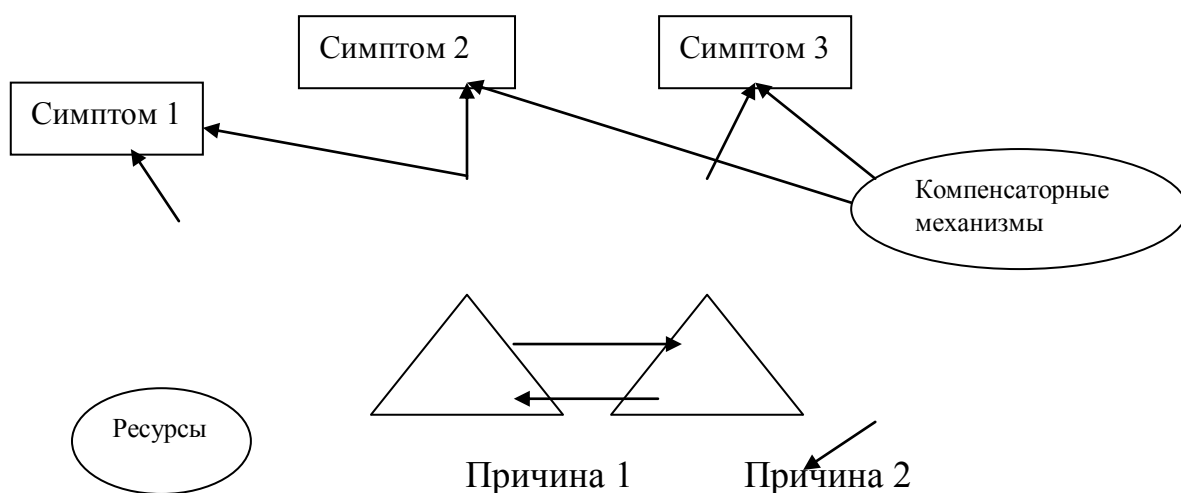 Симптом 2
Симптом 3
Симптом 1
Компенсаторные
механизмы
Ресурсы
Причина 1
Причина 2